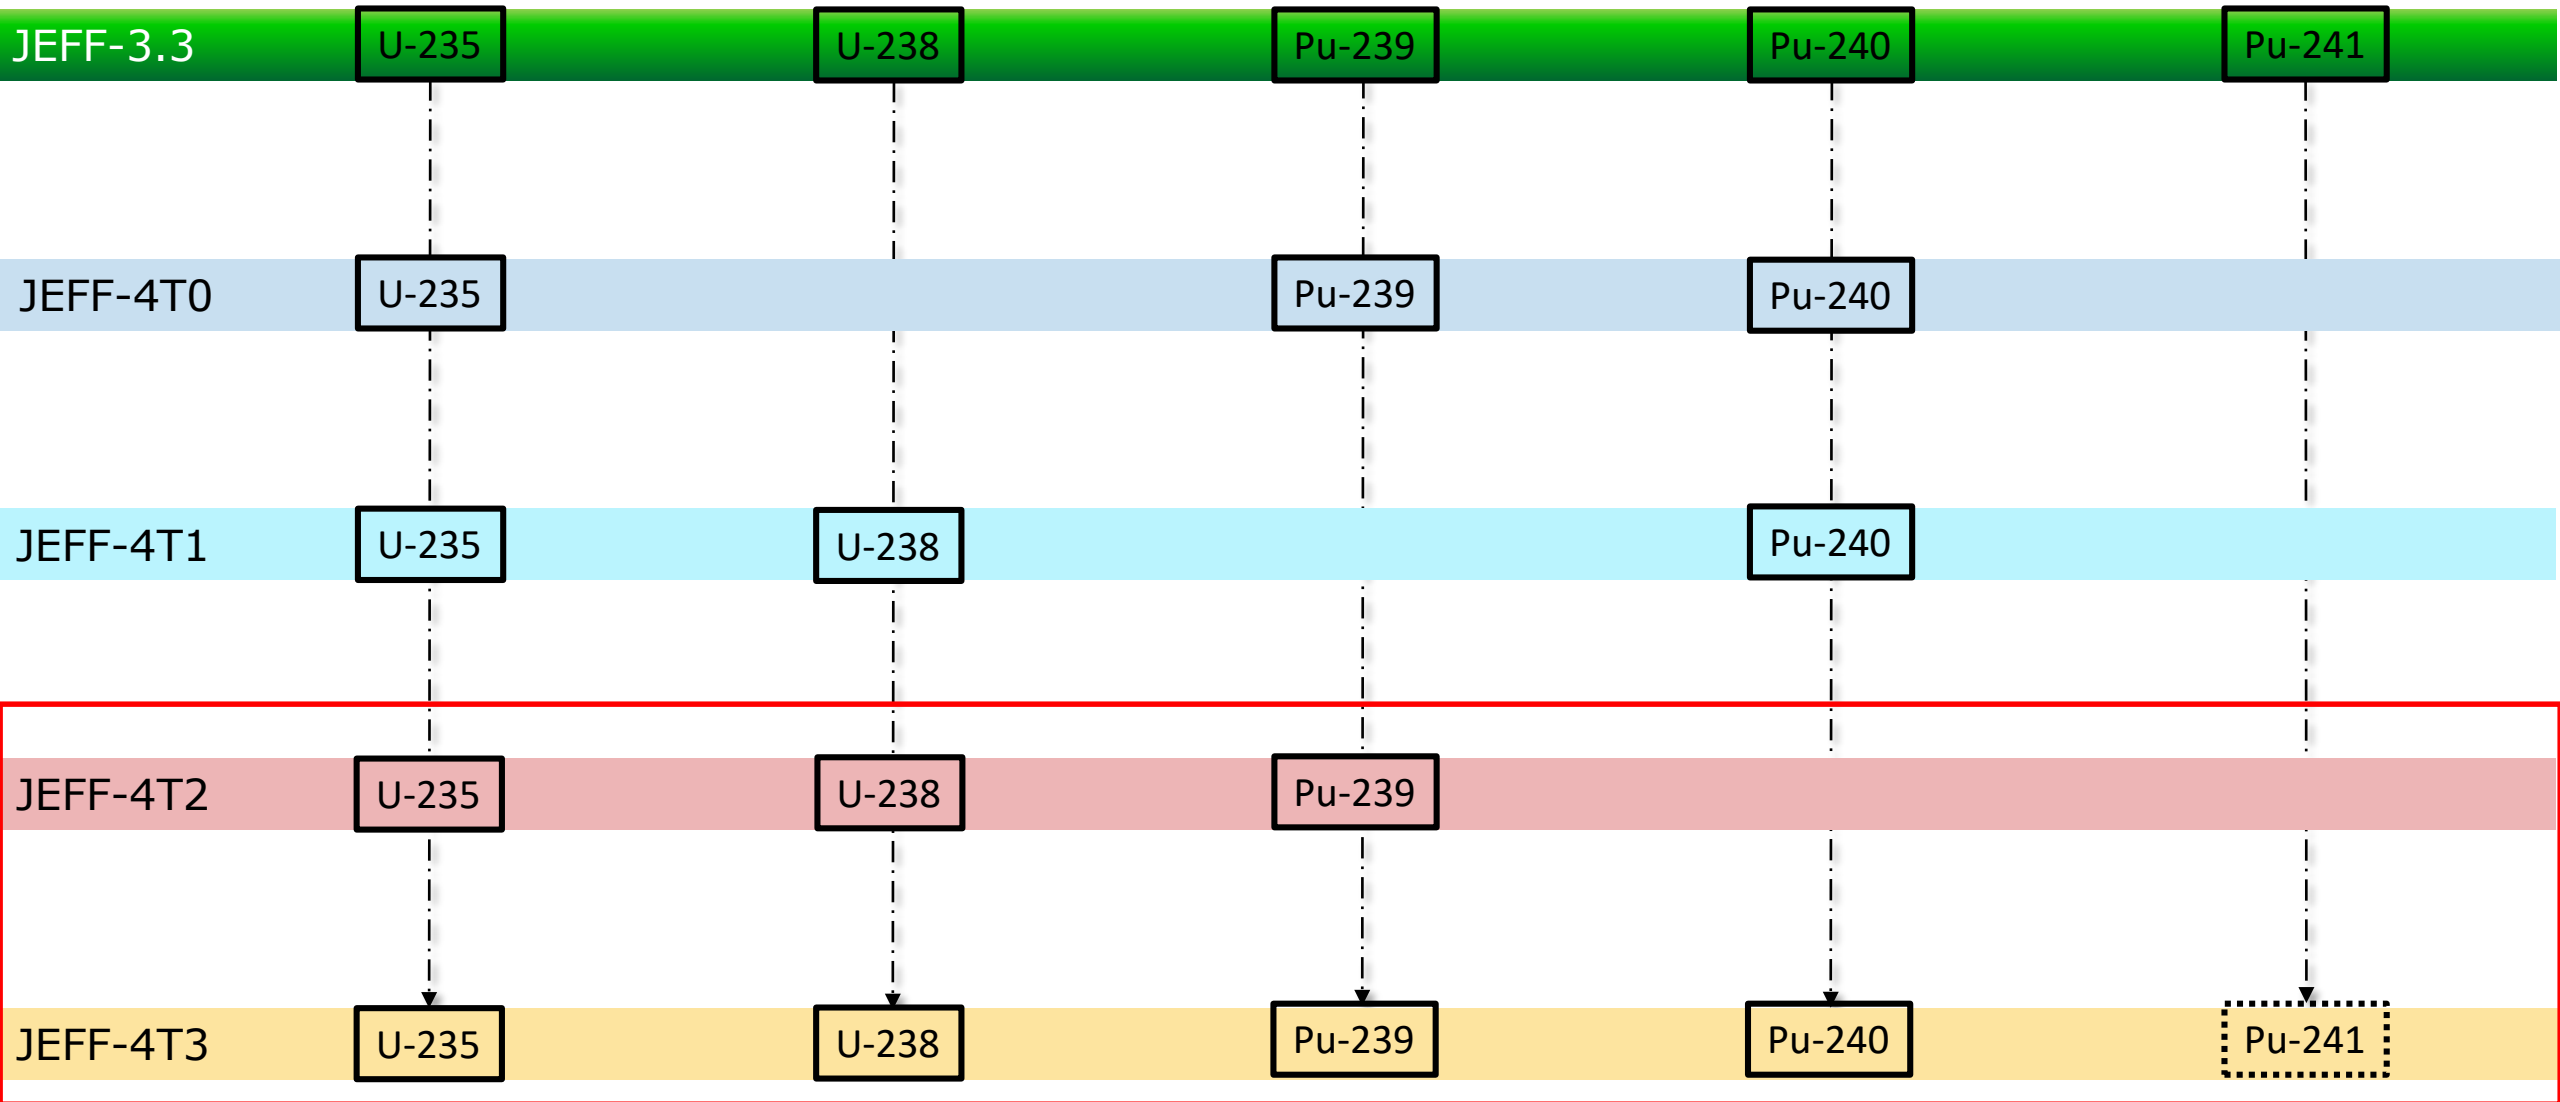 JEFF-3.3 U-235 U-238 Pu-239 Pu-240 Pu-241
JEFF-4T0 U-235 Pu-239 Pu-240
JEFF-4T1 U-235 U-238 Pu-240
JEFF-4T2 U-235 U-238 Pu-239
JEFF-4T3 U-235 U-238 Pu-239 Pu-240 Pu-241